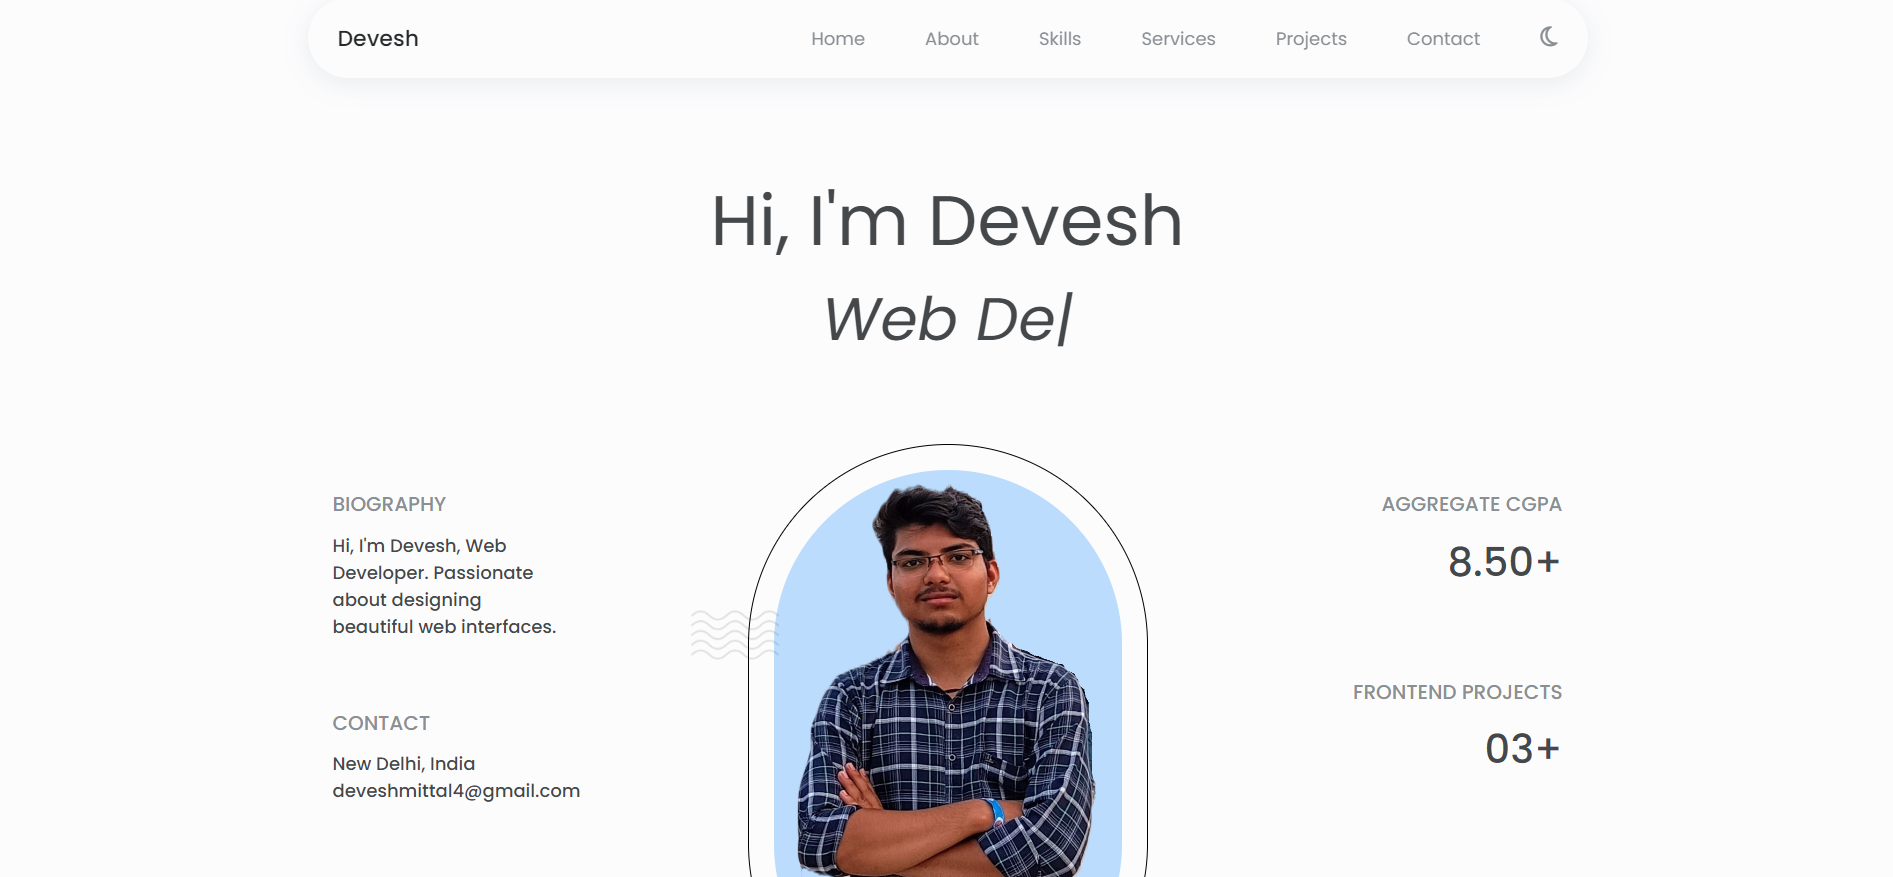 Devesh
Home
About
Skills
Services
Projects
Contact
Hi, I'm Devesh
Web De|
BIOGRAPHY
Hi, I'm Devesh, Web
Developer. Passionate
about designing
beautiful web interfaces.
CONTACT
New Delhi, India
deveshmittal4@gmail.com
AGGREGATE CGPA
8.50+
FRONTEND PROJECTS
03+